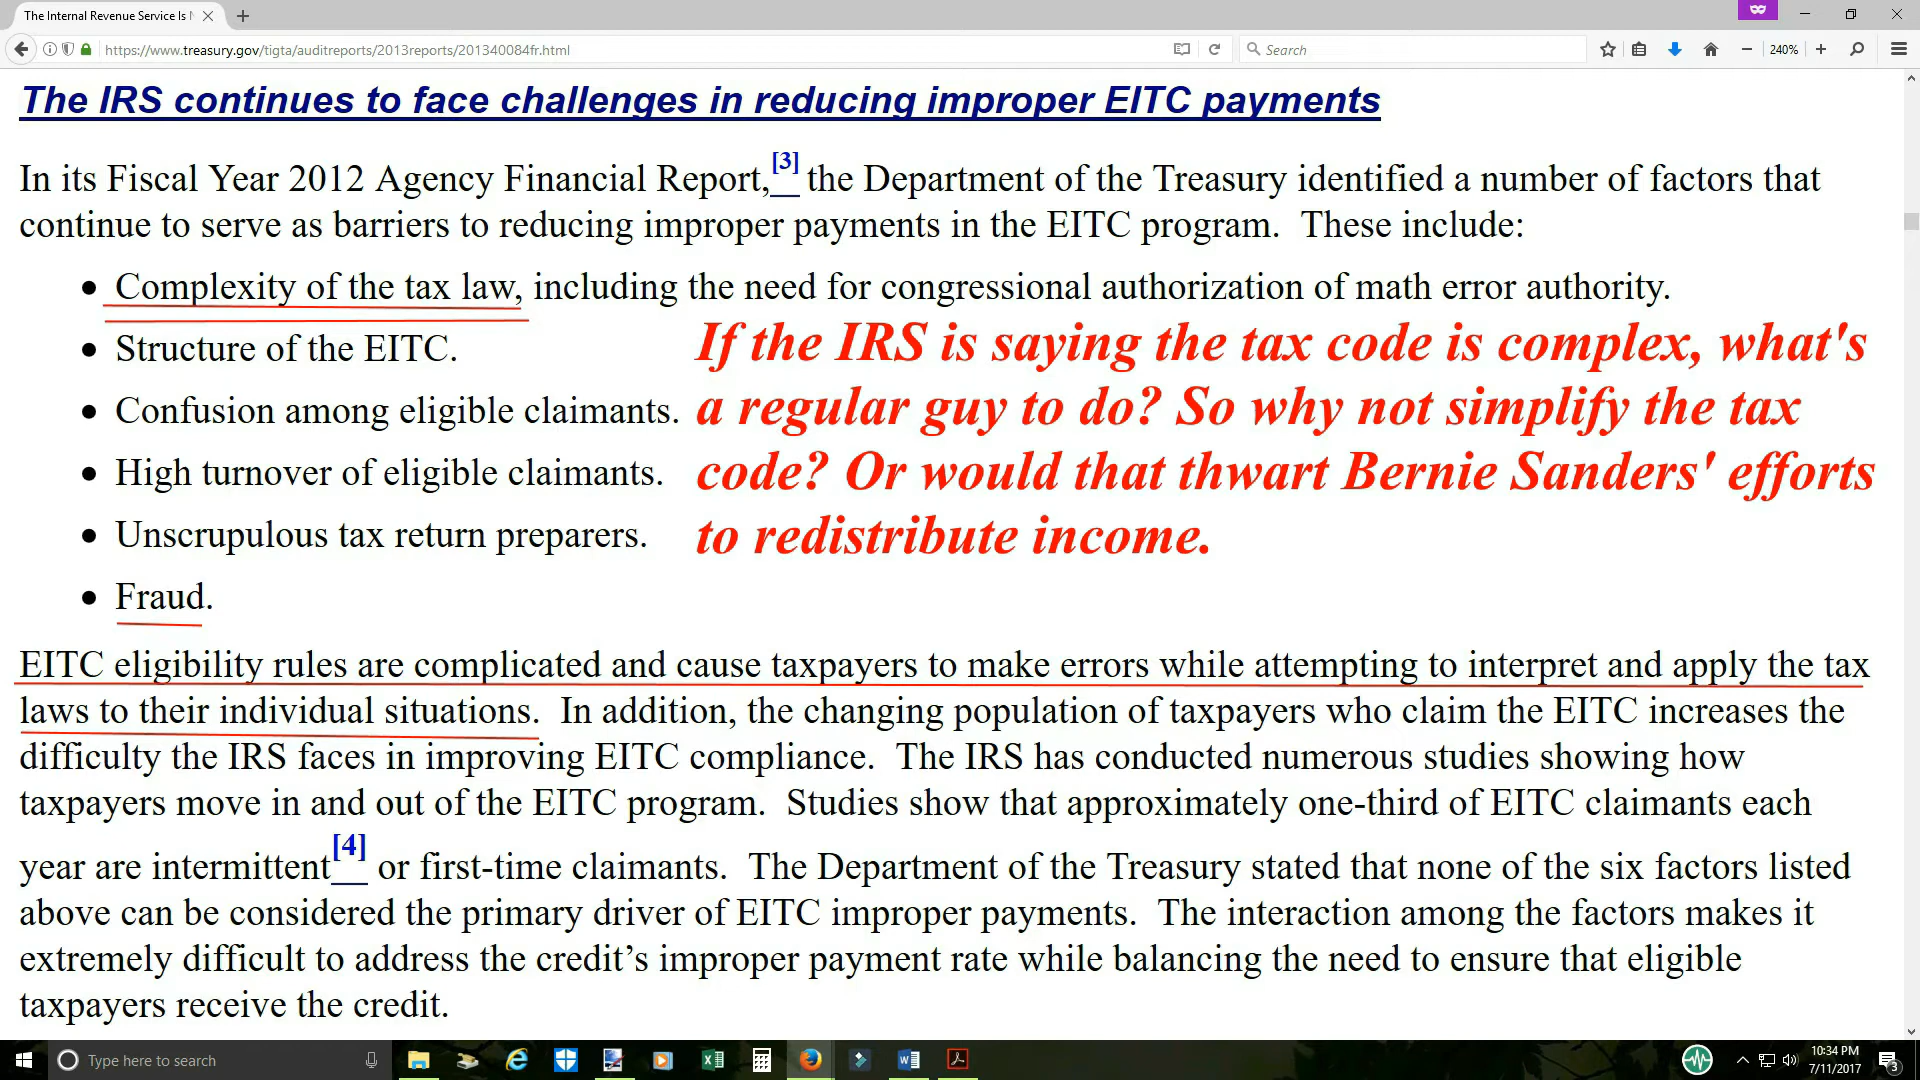 The Internal Revenue Service Is
https://www.treasury.gov/tigta/auditreports/2013reports/201340084fr.html
Search
240%
The IRS continues to face challenges in reducing improper EITC payments
In its Fiscal Year 2012 Agency Financial Report,[3] the Department of the Treasury identified a number of factors that
continue to serve as barriers to reducing improper payments in the EITC program.  These include:
• Complexity of the tax law, including the need for congressional authorization of math error authority.
• Structure of the EITC.
• Confusion among eligible claimants.
• High turnover of eligible claimants.
• Unscrupulous tax return preparers.
• Fraud.
If the IRS is saying the tax code is complex, what's
a regular guy to do? So why not simplify the tax
code? Or would that thwart Bernie Sanders' efforts
to redistribute income.
EITC eligibility rules are complicated and cause taxpayers to make errors while attempting to interpret and apply the tax
laws to their individual situations.  In addition, the changing population of taxpayers who claim the EITC increases the
difficulty the IRS faces in improving EITC compliance.  The IRS has conducted numerous studies showing how
taxpayers move in and out of the EITC program.  Studies show that approximately one-third of EITC claimants each
year are intermittent[4] or first-time claimants.  The Department of the Treasury stated that none of the six factors listed
above can be considered the primary driver of EITC improper payments.  The interaction among the factors makes it
extremely difficult to address the credit’s improper payment rate while balancing the need to ensure that eligible
taxpayers receive the credit.
Type here to search
10:34 PM
7/11/2017
3